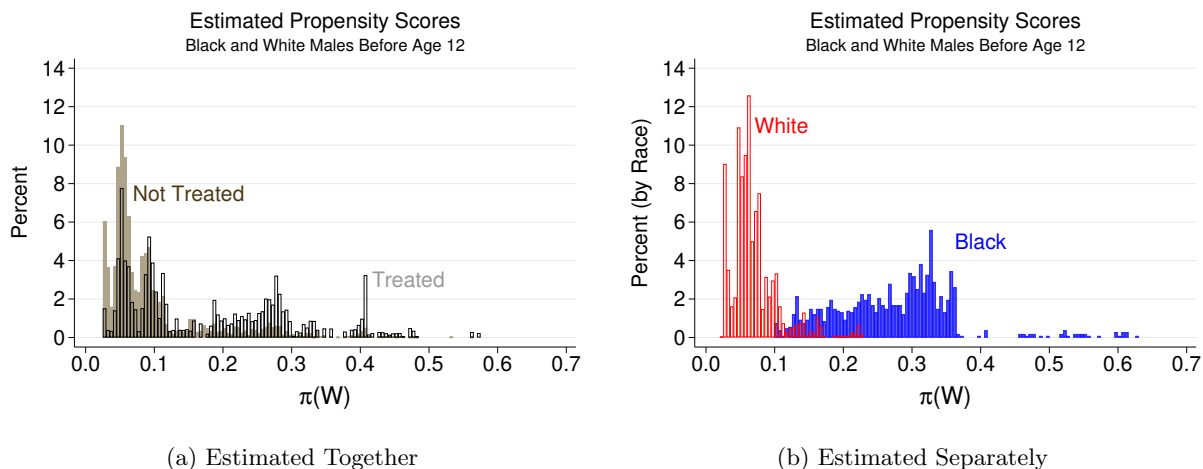 Estimated Propensity Scores
Black and White Males Before Age 12
14
12
10
8
6
4
2
0
Percent
Not Treated
Treated
0.0 0.1 0.2 0.3 0.4 0.5 0.6 0.7
π(W)
(a) Estimated Together
Estimated Propensity Scores
Black and White Males Before Age 12
14
12
10
8
6
4
2
0
Percent (by Race)
White
Black
0.0 0.1 0.2 0.3 0.4 0.5 0.6 0.7
π(W)
(b) Estimated Separately